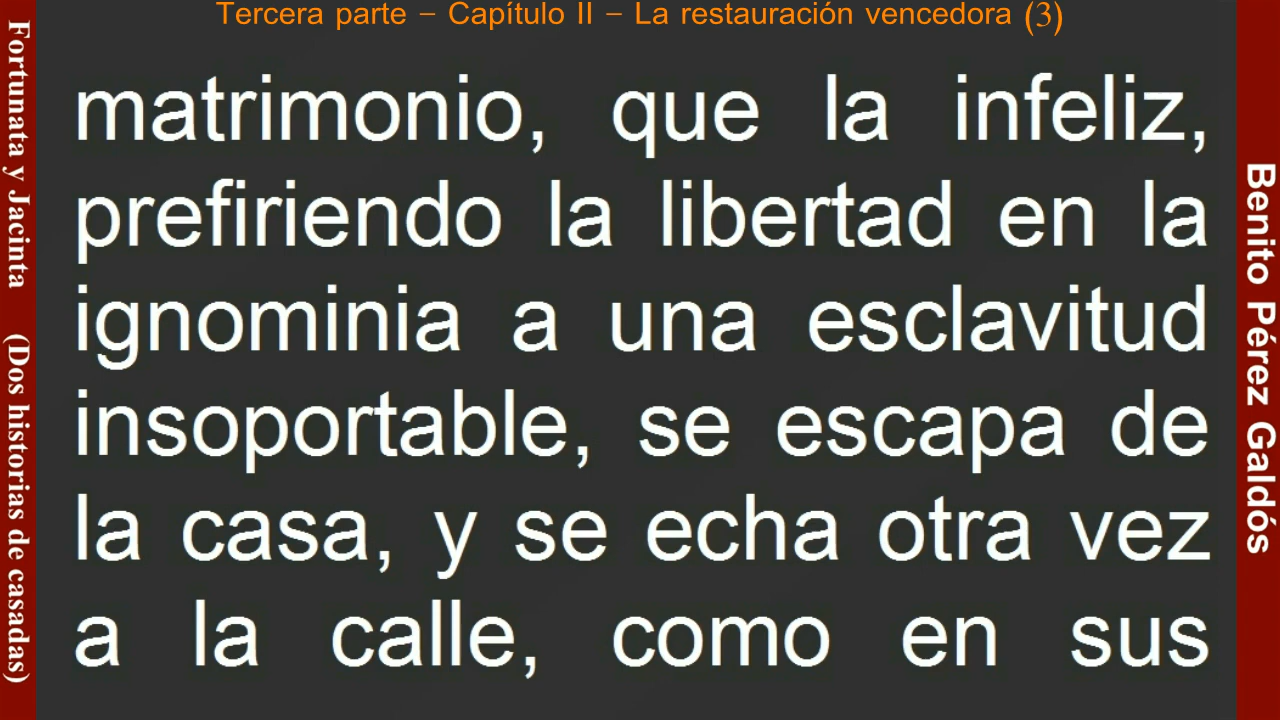 Tercera parte – Capítulo II – La restauración vencedora (3)
Fortunata y Jacinta (Dos historias de casadas)
matrimonio, que la infeliz,
prefiriendo la libertad en la
ignominia a una esclavitud
insoportable, se escapa de
la casa, y se echa otra vez
a la calle, como en sus
Benito Pérez Galdós